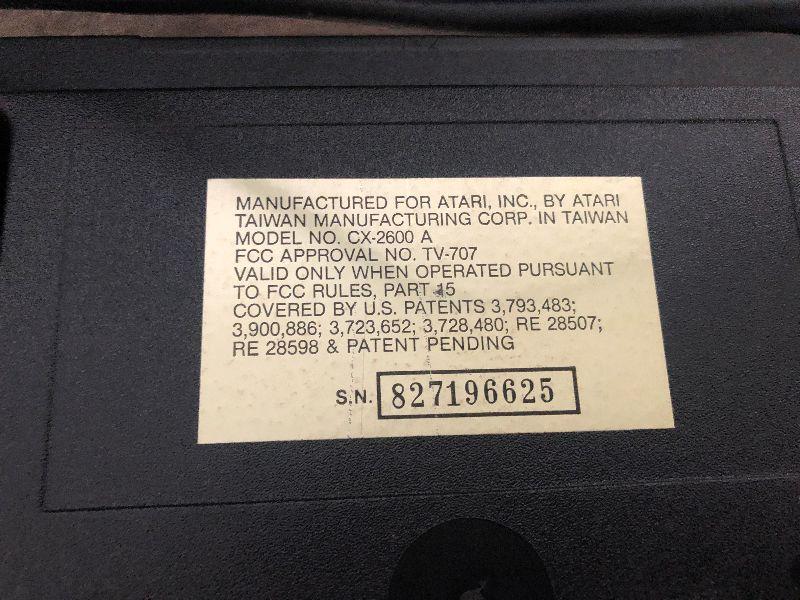 MANUFACTURED FOR ATARI, INC., BY ATARI
TAIWAN MANUFACTURING CORP. IN TAIWAN
MODEL NO. CX-2600 A
FCC APPROVAL NO. TV-707
VALID ONLY WHEN OPERATED PURSUANT
TO FCC RULES, PART 15
COVERED BY U.S. PATENTS 3,793,483;
3,900,886; 3,723,652; 3,728,480; RE 28507;
RE 28598 & PATENT PENDING
S.N. 827196625